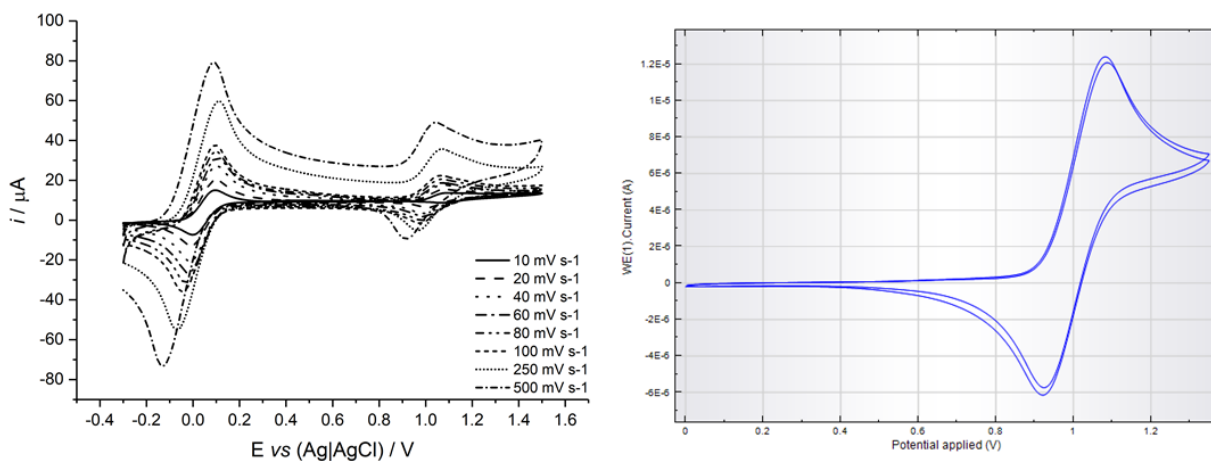 i / µA
80
60
40
20
0
-20
-40
-60
-80
10 mV s-1
20 mV s-1
40 mV s-1
60 mV s-1
80 mV s-1
100 mV s-1
250 mV s-1
500 mV s-1
-0.4 -0.2 0.0 0.2 0.4 0.6 0.8 1.0 1.2 1.4 1.6
E vs (Ag|AgCl) / V
WE(1).Current (A)
1.2E-5
1E-5
8E-6
6E-6
4E-6
2E-6
0
-2E-6
-4E-6
-6E-6
0 0.2 0.4 0.6 0.8 1 1.2
Potential applied (V)